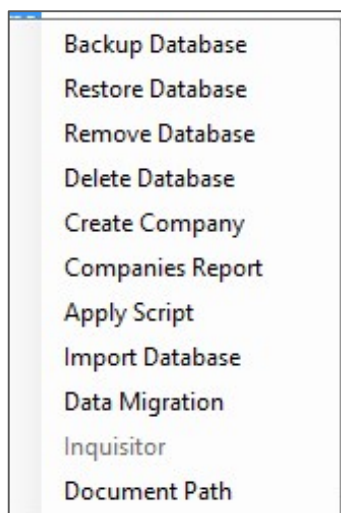 Backup Database
Restore Database
Remove Database
Delete Database
Create Company
Companies Report
Apply Script
Import Database
Data Migration
Inquisitor
Document Path